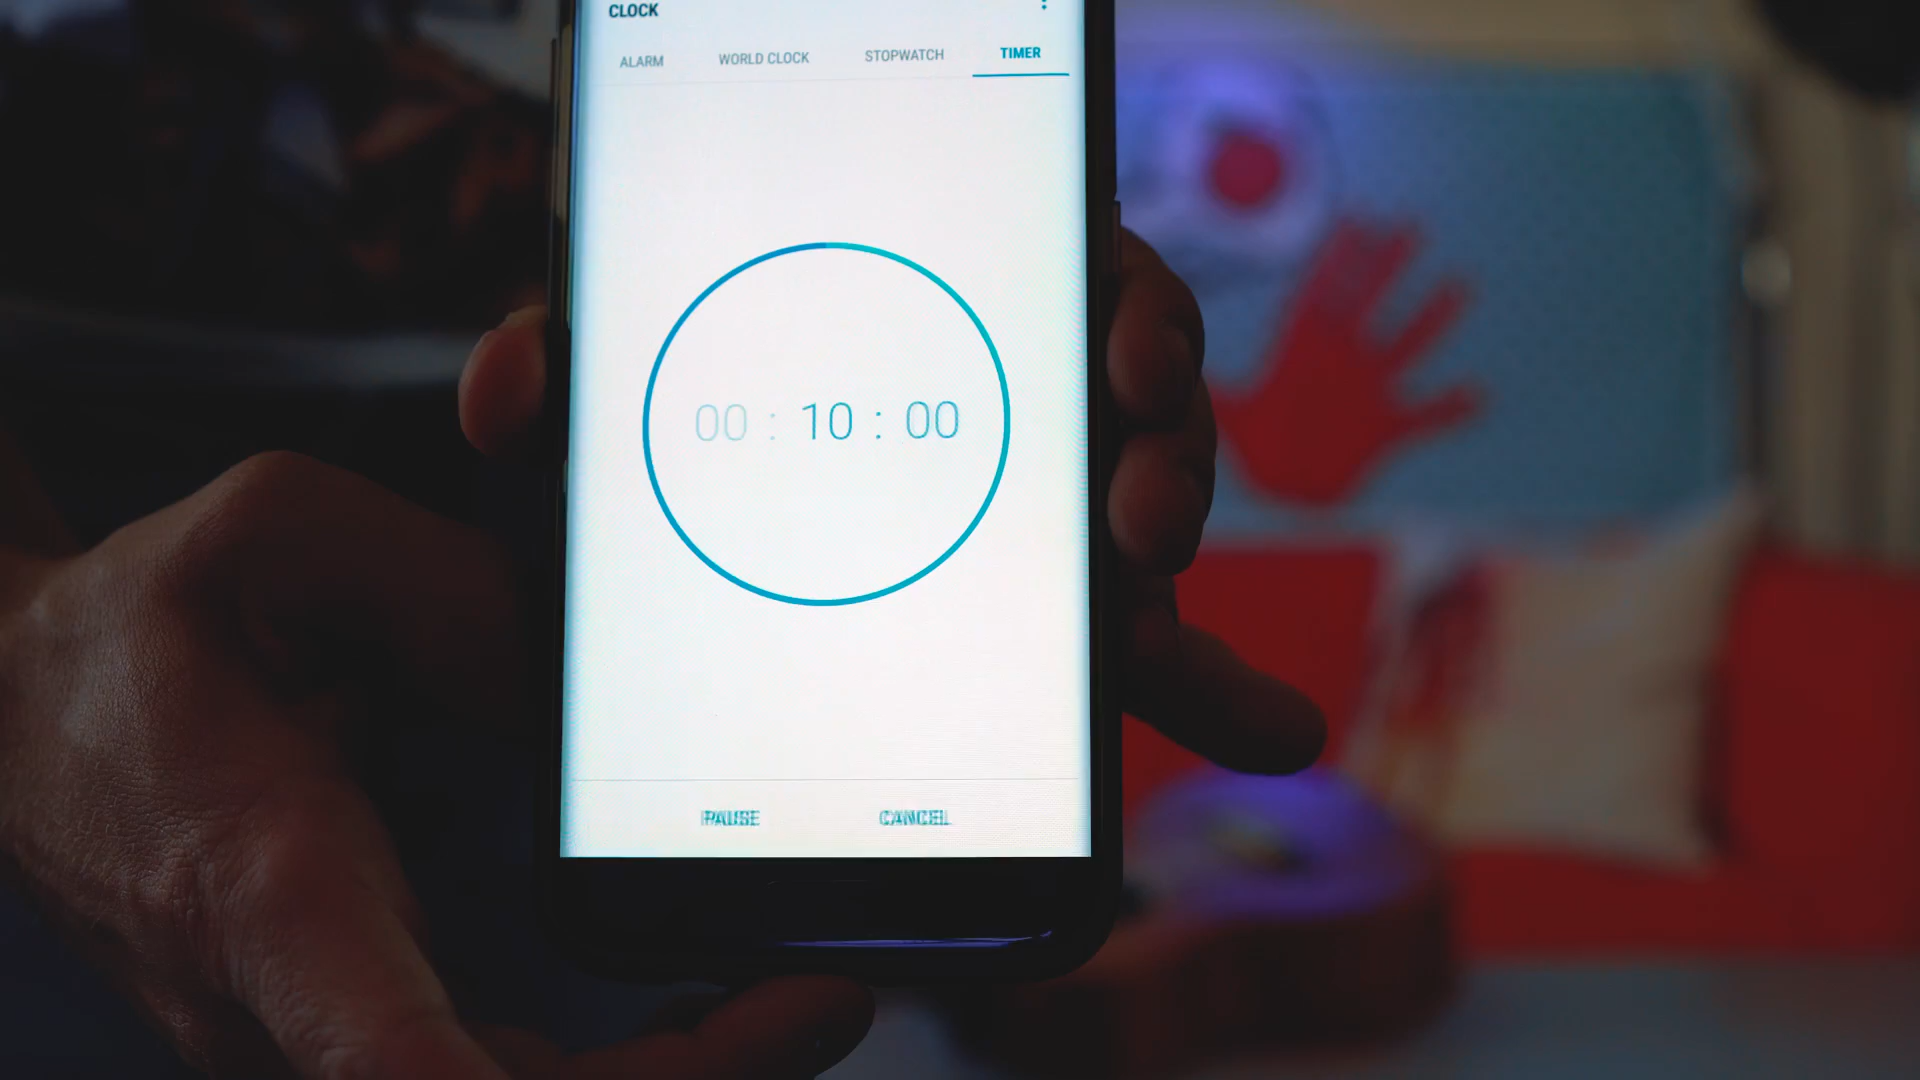 CLOCK
ALARM WORLD CLOCK STOPWATCH TIMER
00 : 10 : 00
PAUSE CANCEL